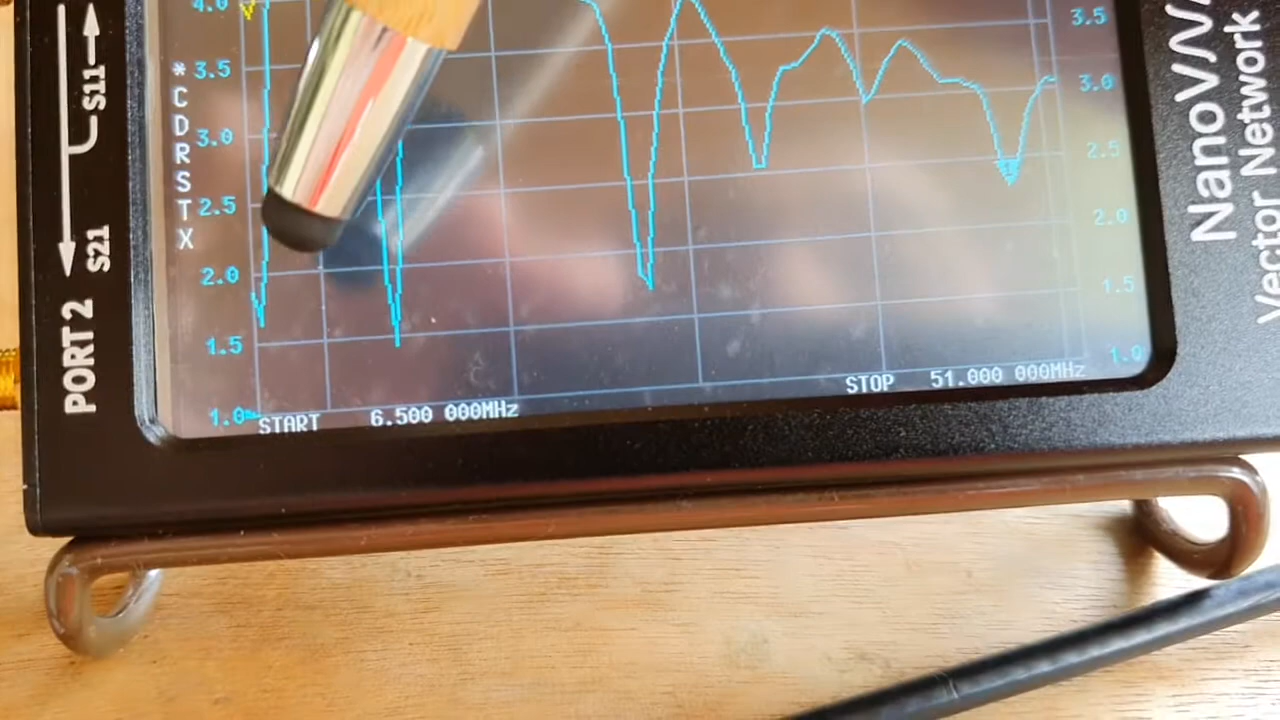 4.0
3.5
3.0
2.5
2.0
1.5
1.0
*
C
D
R
S
T
X
START 6.500 000MHz
STOP 51.000 000MHz
3.5
3.0
2.5
2.0
1.5
1.0
S11
S21
PORT 2
NanoV
Vector Network